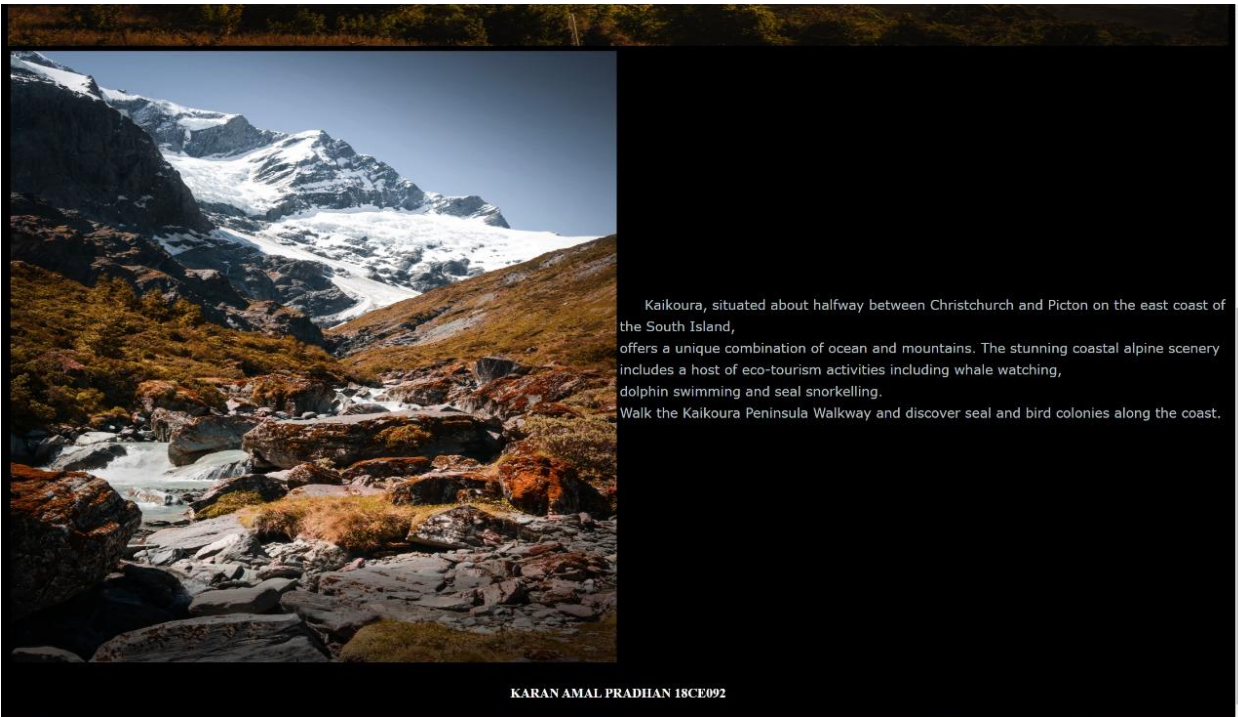 Kaikoura, situated about halfway between Christchurch and Picton on the east coast of
the South Island,
offers a unique combination of ocean and mountains. The stunning coastal alpine scenery
includes a host of eco-tourism activities including whale watching,
dolphin swimming and seal snorkelling.
Walk the Kaikoura Peninsula Walkway and discover seal and bird colonies along the coast.
KARAN AMAL PRADHAN 18CE092